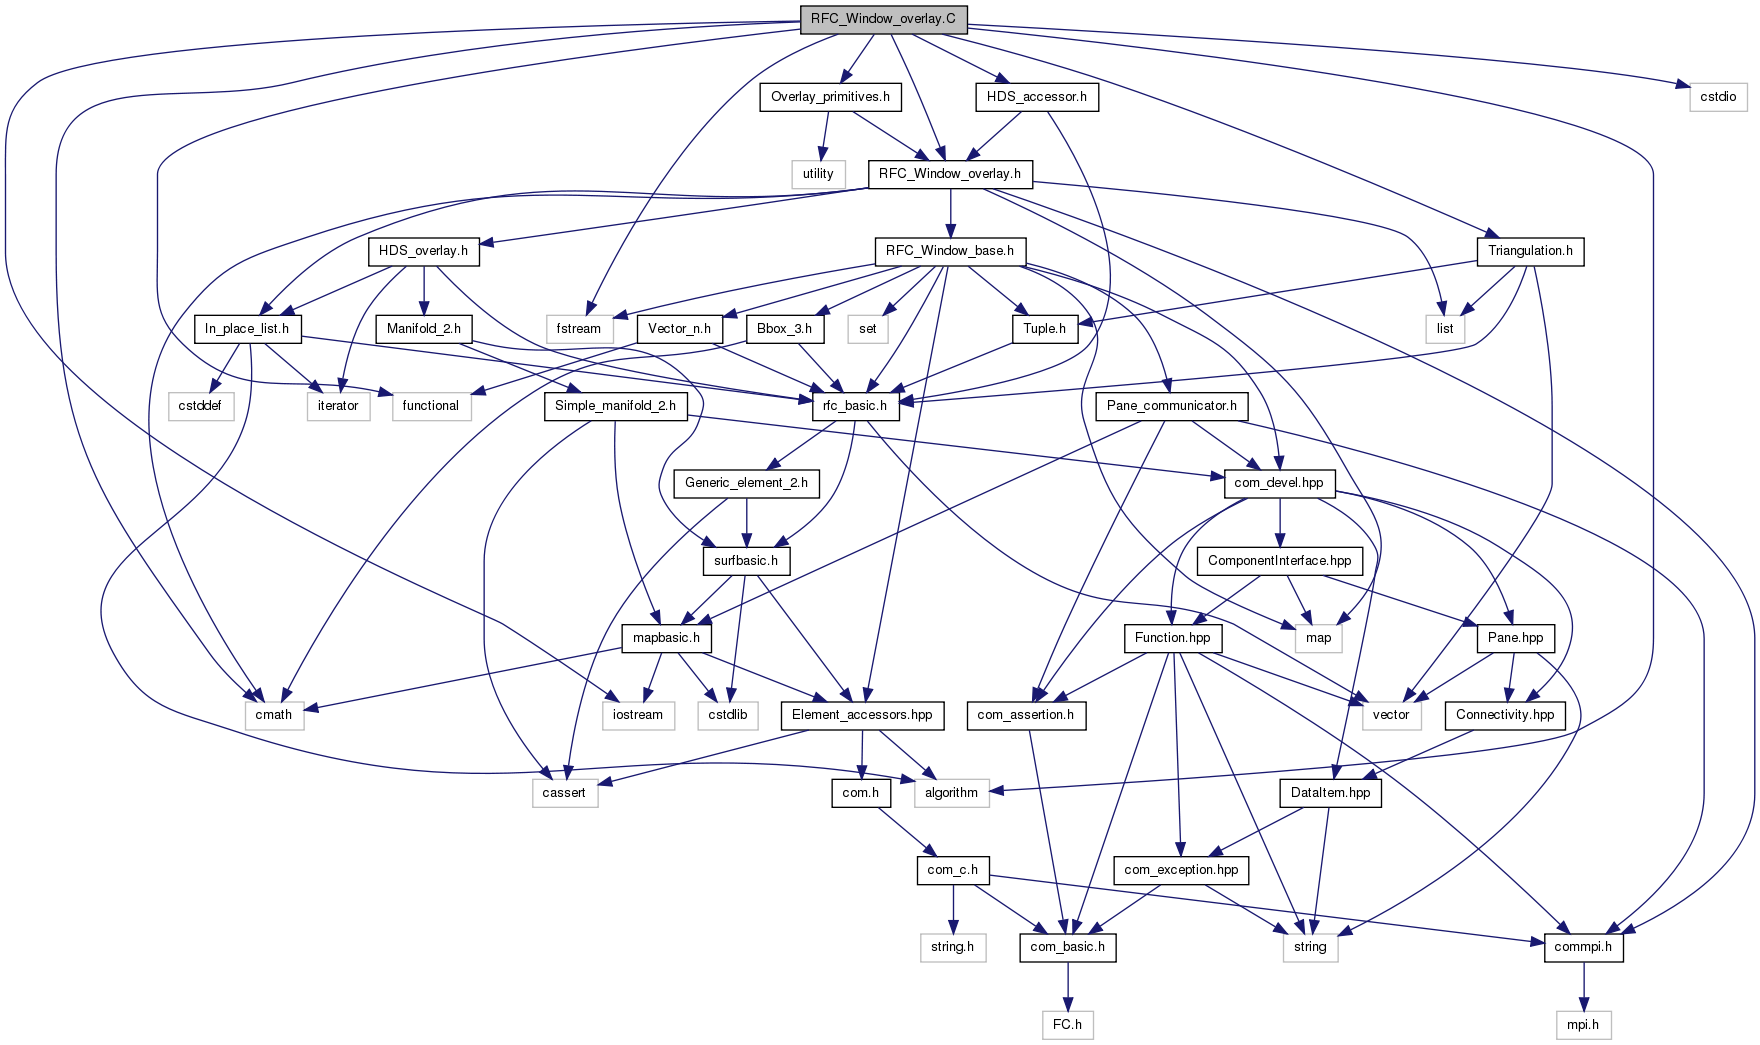 RFC_Window_overlay.C
Overlay_primitives.h
HDS_accessor.h
cstdio
utility
RFC_Window_overlay.h
HDS_overlay.h
RFC_Window_base.h
Triangulation.h
In_place_list.h
Manifold_2.h
fstream
Vector_n.h
Bbox_3.h
set
Tuple.h
list
cstddef
iterator
functional
Simple_manifold_2.h
rfc_basic.h
Pane_communicator.h
Generic_element_2.h
com_devel.hpp
surfbasic.h
ComponentInterface.hpp
mapbasic.h
Function.hpp
map
Pane.hpp
cmath
iostream
cstdlib
Element_accessors.hpp
com_assertion.h
vector
Connectivity.hpp
cassert
com.h
algorithm
DataItem.hpp
com_c.h
com_exception.hpp
string.h
com_basic.h
string
commpi.h
FC.h
mpi.h